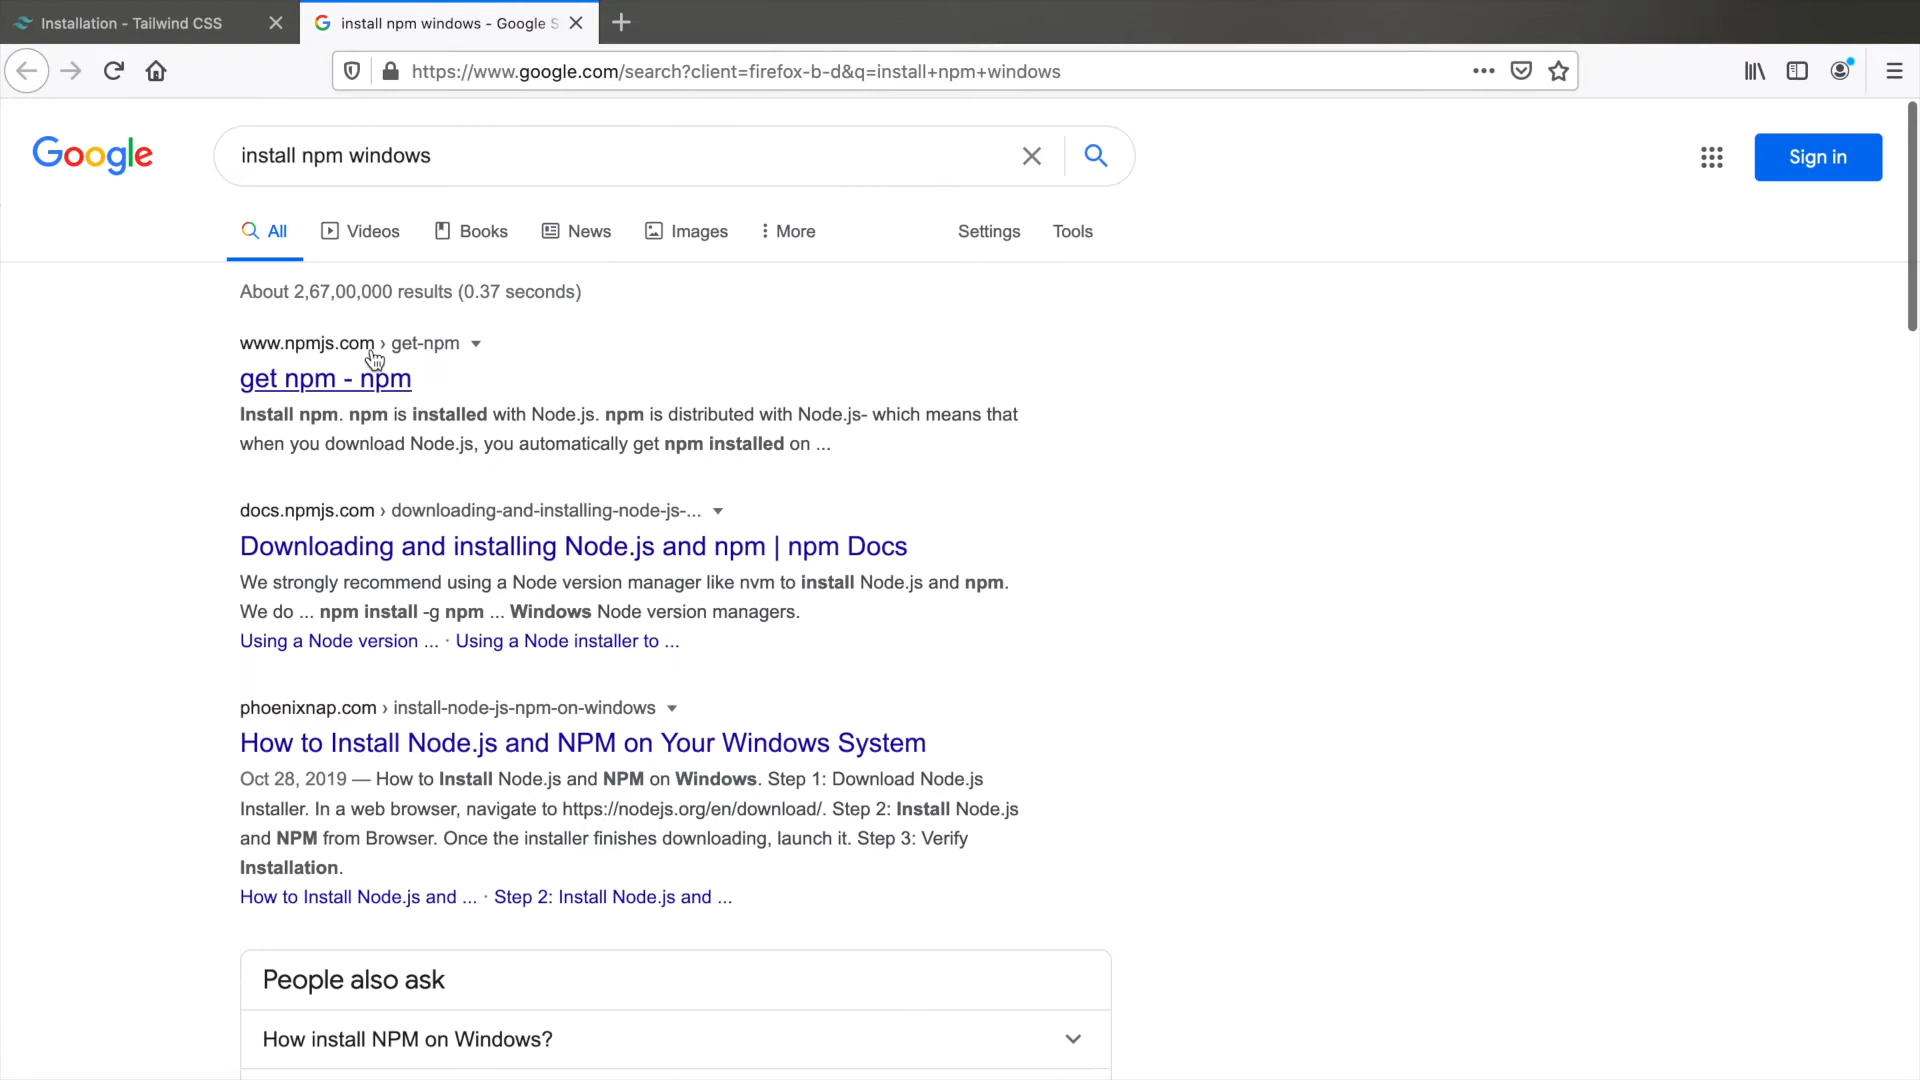 Installation - Tailwind CSS
install npm windows - Google S
https://www.google.com/search?client=firefox-b-d&q=install+npm+windows
Google
install npm windows
Sign in
All
Videos
Books
News
Images
More
Settings
Tools
About 2,67,00,000 results (0.37 seconds)
www.npmjs.com › get-npm
get npm - npm
Install npm. npm is installed with Node.js. npm is distributed with Node.js- which means that
when you download Node.js, you automatically get npm installed on ...
docs.npmjs.com › downloading-and-installing-node-js-...
Downloading and installing Node.js and npm | npm Docs
We strongly recommend using a Node version manager like nvm to install Node.js and npm.
We do ... npm install -g npm ... Windows Node version managers.
Using a Node version ... · Using a Node installer to ...
phoenixnap.com › install-node-js-npm-on-windows
How to Install Node.js and NPM on Your Windows System
Oct 28, 2019 — How to Install Node.js and NPM on Windows. Step 1: Download Node.js
Installer. In a web browser, navigate to https://nodejs.org/en/download/. Step 2: Install Node.js
and NPM from Browser. Once the installer finishes downloading, launch it. Step 3: Verify
Installation.
How to Install Node.js and ... · Step 2: Install Node.js and ...
People also ask
How install NPM on Windows?